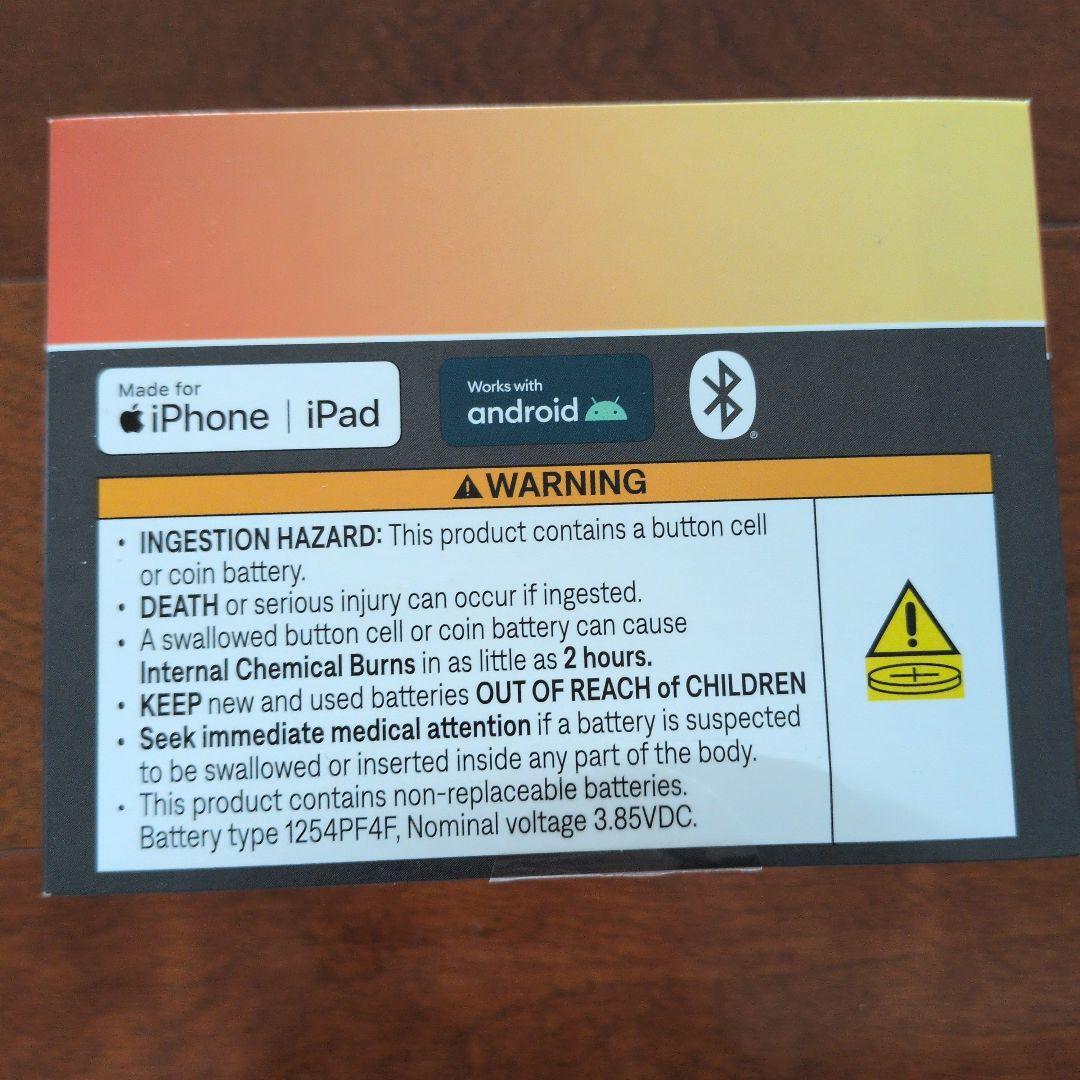 Made for
iPhone | iPad
Works with
android
®
WARNING
• INGESTION HAZARD: This product contains a button cell
or coin battery.
• DEATH or serious injury can occur if ingested.
• A swallowed button cell or coin battery can cause
Internal Chemical Burns in as little as 2 hours.
• KEEP new and used batteries OUT OF REACH of CHILDREN
• Seek immediate medical attention if a battery is suspected
to be swallowed or inserted inside any part of the body.
• This product contains non-replaceable batteries.
Battery type 1254PF4F, Nominal voltage 3.85VDC.